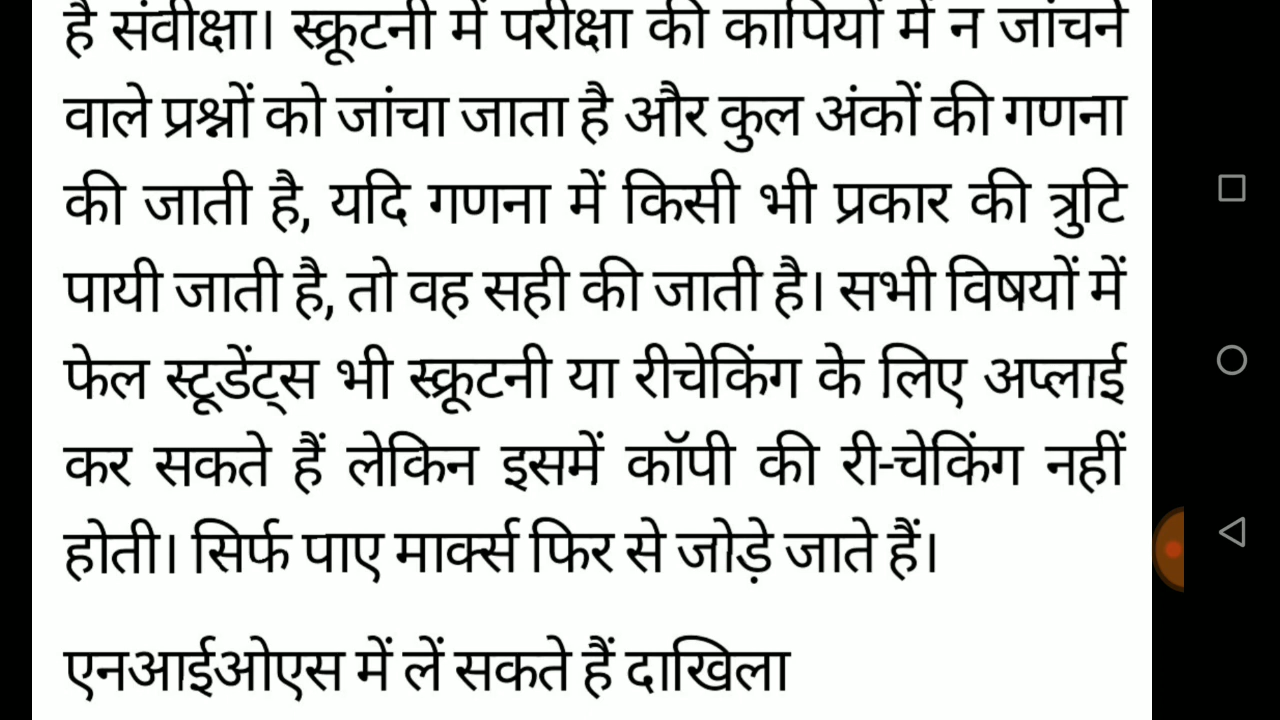 है संवीक्षा। स्क्रूटनी में परीक्षा की कापियों में न जांचने
वाले प्रश्नों को जांचा जाता है और कुल अंकों की गणना
की जाती है, यदि गणना में किसी भी प्रकार की त्रुटि
पायी जाती है, तो वह सही की जाती है। सभी विषयों में
फेल स्टूडेंट्स भी स्क्रूटनी या रीचेकिंग के लिए अप्लाई
कर सकते हैं लेकिन इसमें कॉपी की री-चेकिंग नहीं
होती। सिर्फ पाए मार्क्स फिर से जोड़े जाते हैं।
एनआईओएस में लें सकते हैं दाखिला